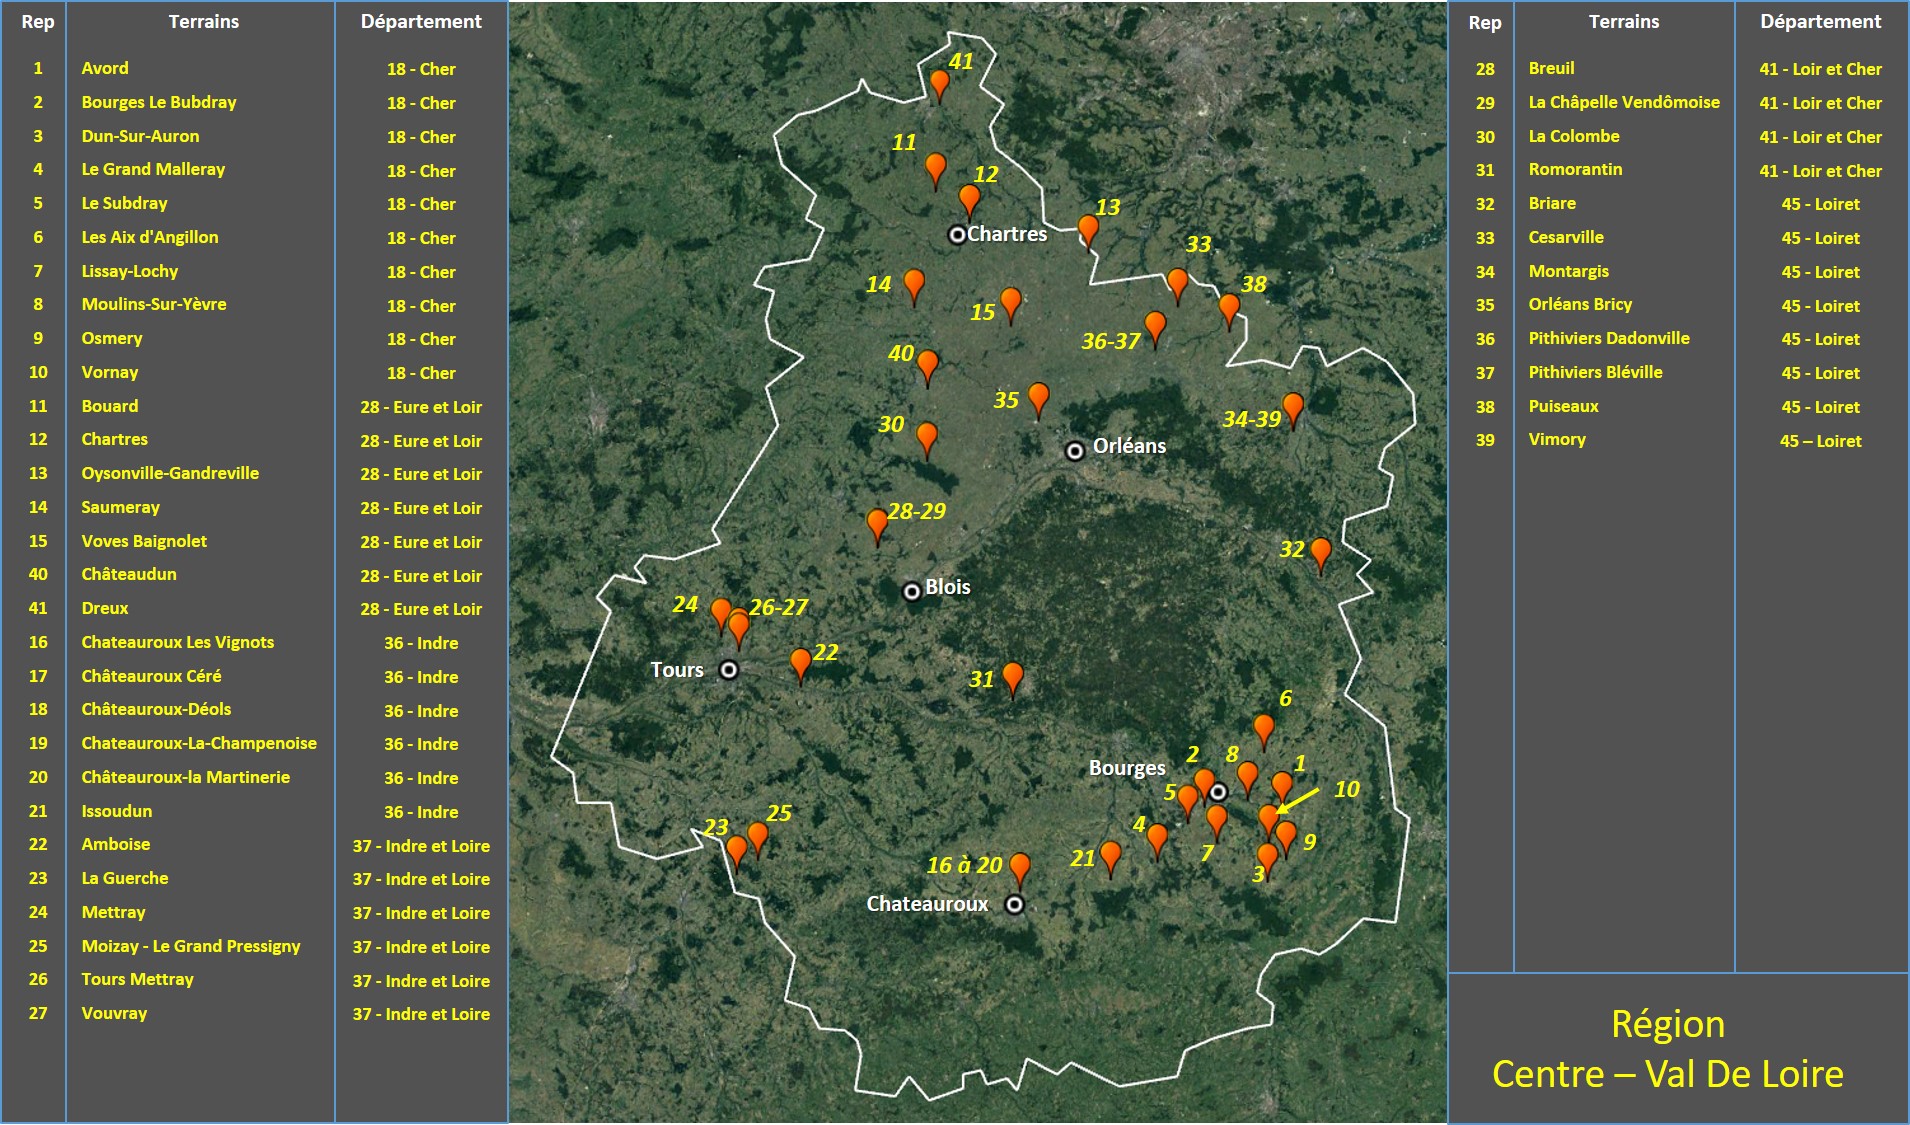 Rep Terrains Département
1 Avord 18 - Cher
2 Bourges Le Bubdray 18 - Cher
3 Dun-Sur-Auron 18 - Cher
4 Le Grand Malleray 18 - Cher
5 Le Subdray 18 - Cher
6 Les Aix d'Angillon 18 - Cher
7 Lissay-Lochy 18 - Cher
8 Moulins-Sur-Yèvre 18 - Cher
9 Osmery 18 - Cher
10 Vornay 18 - Cher
11 Bouard 28 - Eure et Loir
12 Chartres 28 - Eure et Loir
13 Oysonville-Gandreville 28 - Eure et Loir
14 Saumeray 28 - Eure et Loir
15 Voves Baignolet 28 - Eure et Loir
40 Châteaudun 28 - Eure et Loir
41 Dreux 28 - Eure et Loir
16 Chateauroux Les Vignots 36 - Indre
17 Châteauroux Céré 36 - Indre
18 Châteauroux-Déols 36 - Indre
19 Chateauroux-La-Champenoise 36 - Indre
20 Châteauroux-la Martinerie 36 - Indre
21 Issoudun 36 - Indre
22 Amboise 37 - Indre et Loire
23 La Guerche 37 - Indre et Loire
24 Mettray 37 - Indre et Loire
25 Moizay - Le Grand Pressigny 37 - Indre et Loire
26 Tours Mettray 37 - Indre et Loire
27 Vouvray 37 - Indre et Loire
41
11
12
13
Chartres
33
14
38
15
36-37
40
35
34-39
30
Orléans
28-29
32
Blois
24
26-27
22
Tours
31
6
2
8
1
Bourges
10
5
25
4
23
9
7
21
16 à 20
3
Chateauroux
Rep Terrains Département
28 Breuil 41 - Loir et Cher
29 La Châpelle Vendômoise 41 - Loir et Cher
30 La Colombe 41 - Loir et Cher
31 Romorantin 41 - Loir et Cher
32 Briare 45 - Loiret
33 Cesarville 45 - Loiret
34 Montargis 45 - Loiret
35 Orléans Bricy 45 - Loiret
36 Pithiviers Dadonville 45 - Loiret
37 Pithiviers Bléville 45 - Loiret
38 Puiseaux 45 - Loiret
39 Vimory 45 – Loiret
Région
Centre – Val De Loire